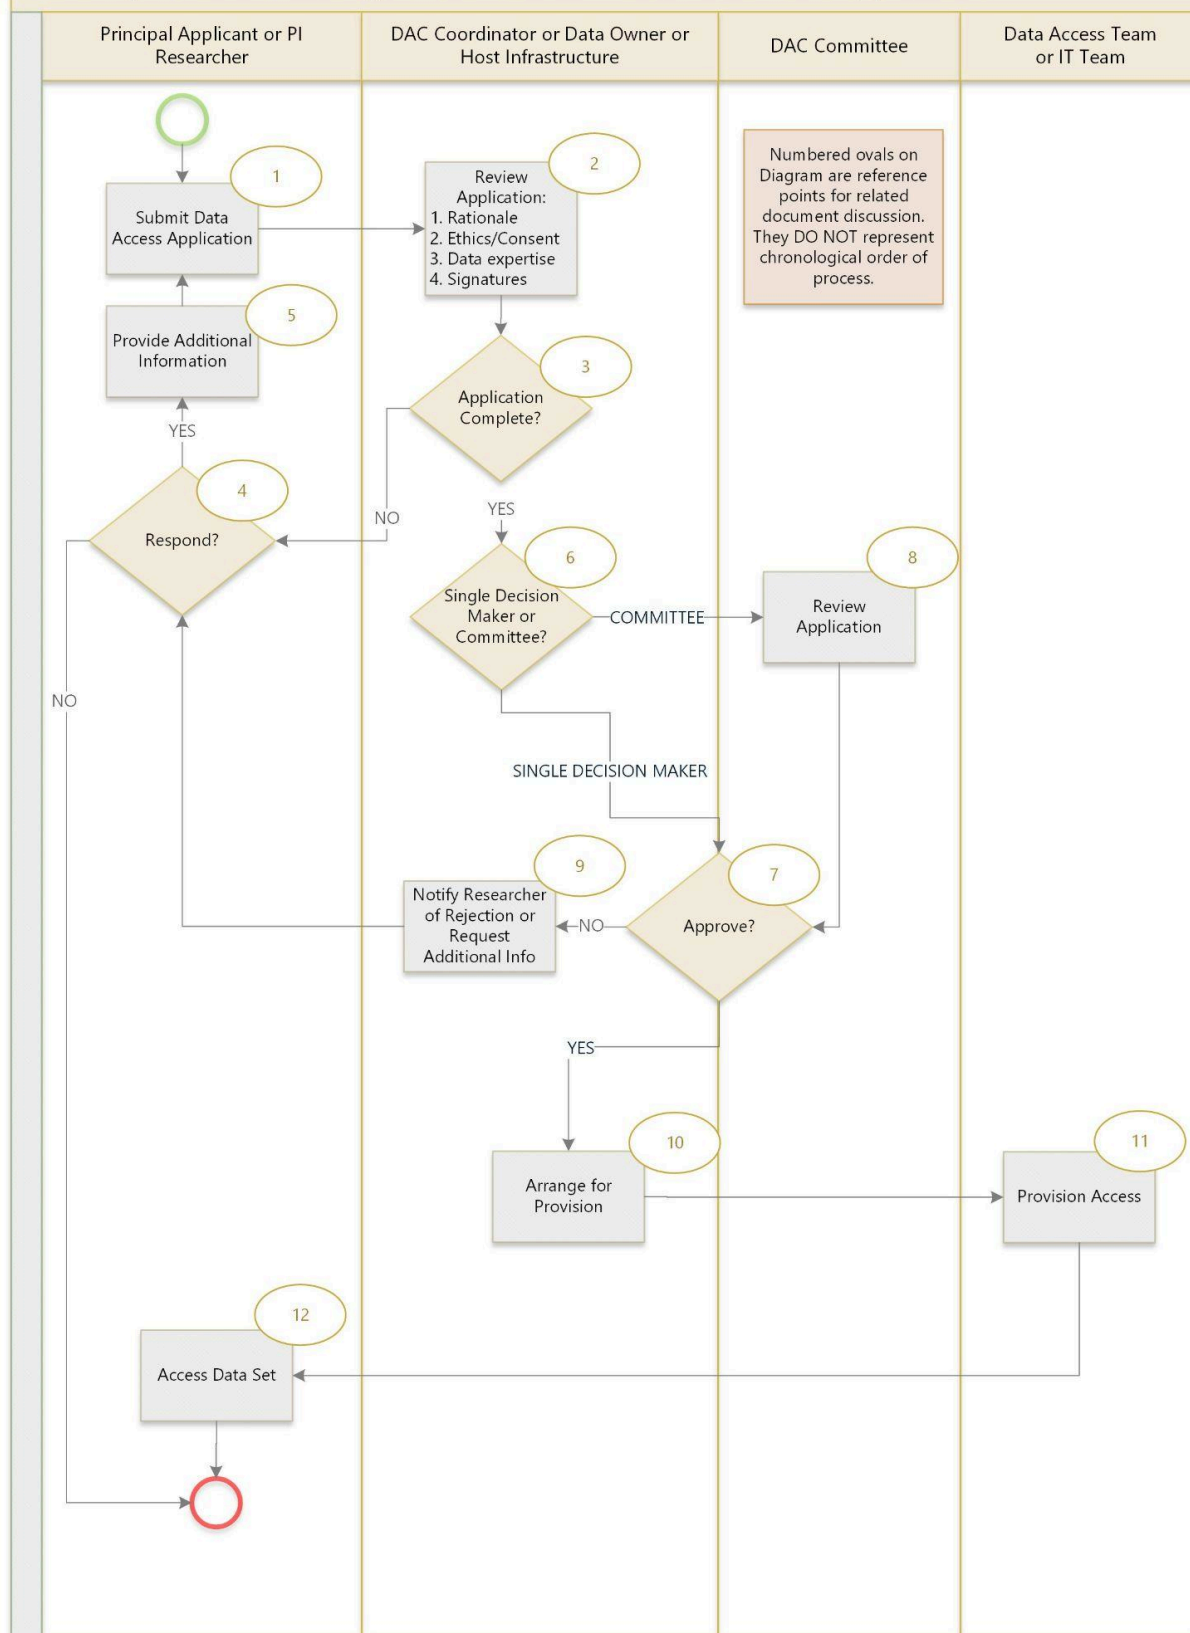 Principal Applicant or PI
Researcher
DAC Coordinator or Data Owner or
Host Infrastructure
DAC Committee
Data Access Team
or IT Team
1
Submit Data
Access Application
2
Review
Application:
1. Rationale
2. Ethics/Consent
3. Data expertise
4. Signatures
Numbered ovals on
Diagram are reference
points for related
document discussion.
They DO NOT represent
chronological order of
process.
5
Provide Additional
Information
3
Application
Complete?
YES
4
Respond?
NO
YES
6
Single Decision
Maker or
Committee?
COMMITTEE
8
Review
Application
NO
SINGLE DECISION MAKER
9
Notify Researcher
of Rejection or
Request
Additional Info
NO
7
Approve?
YES
10
Arrange for
Provision
11
Provision Access
12
Access Data Set